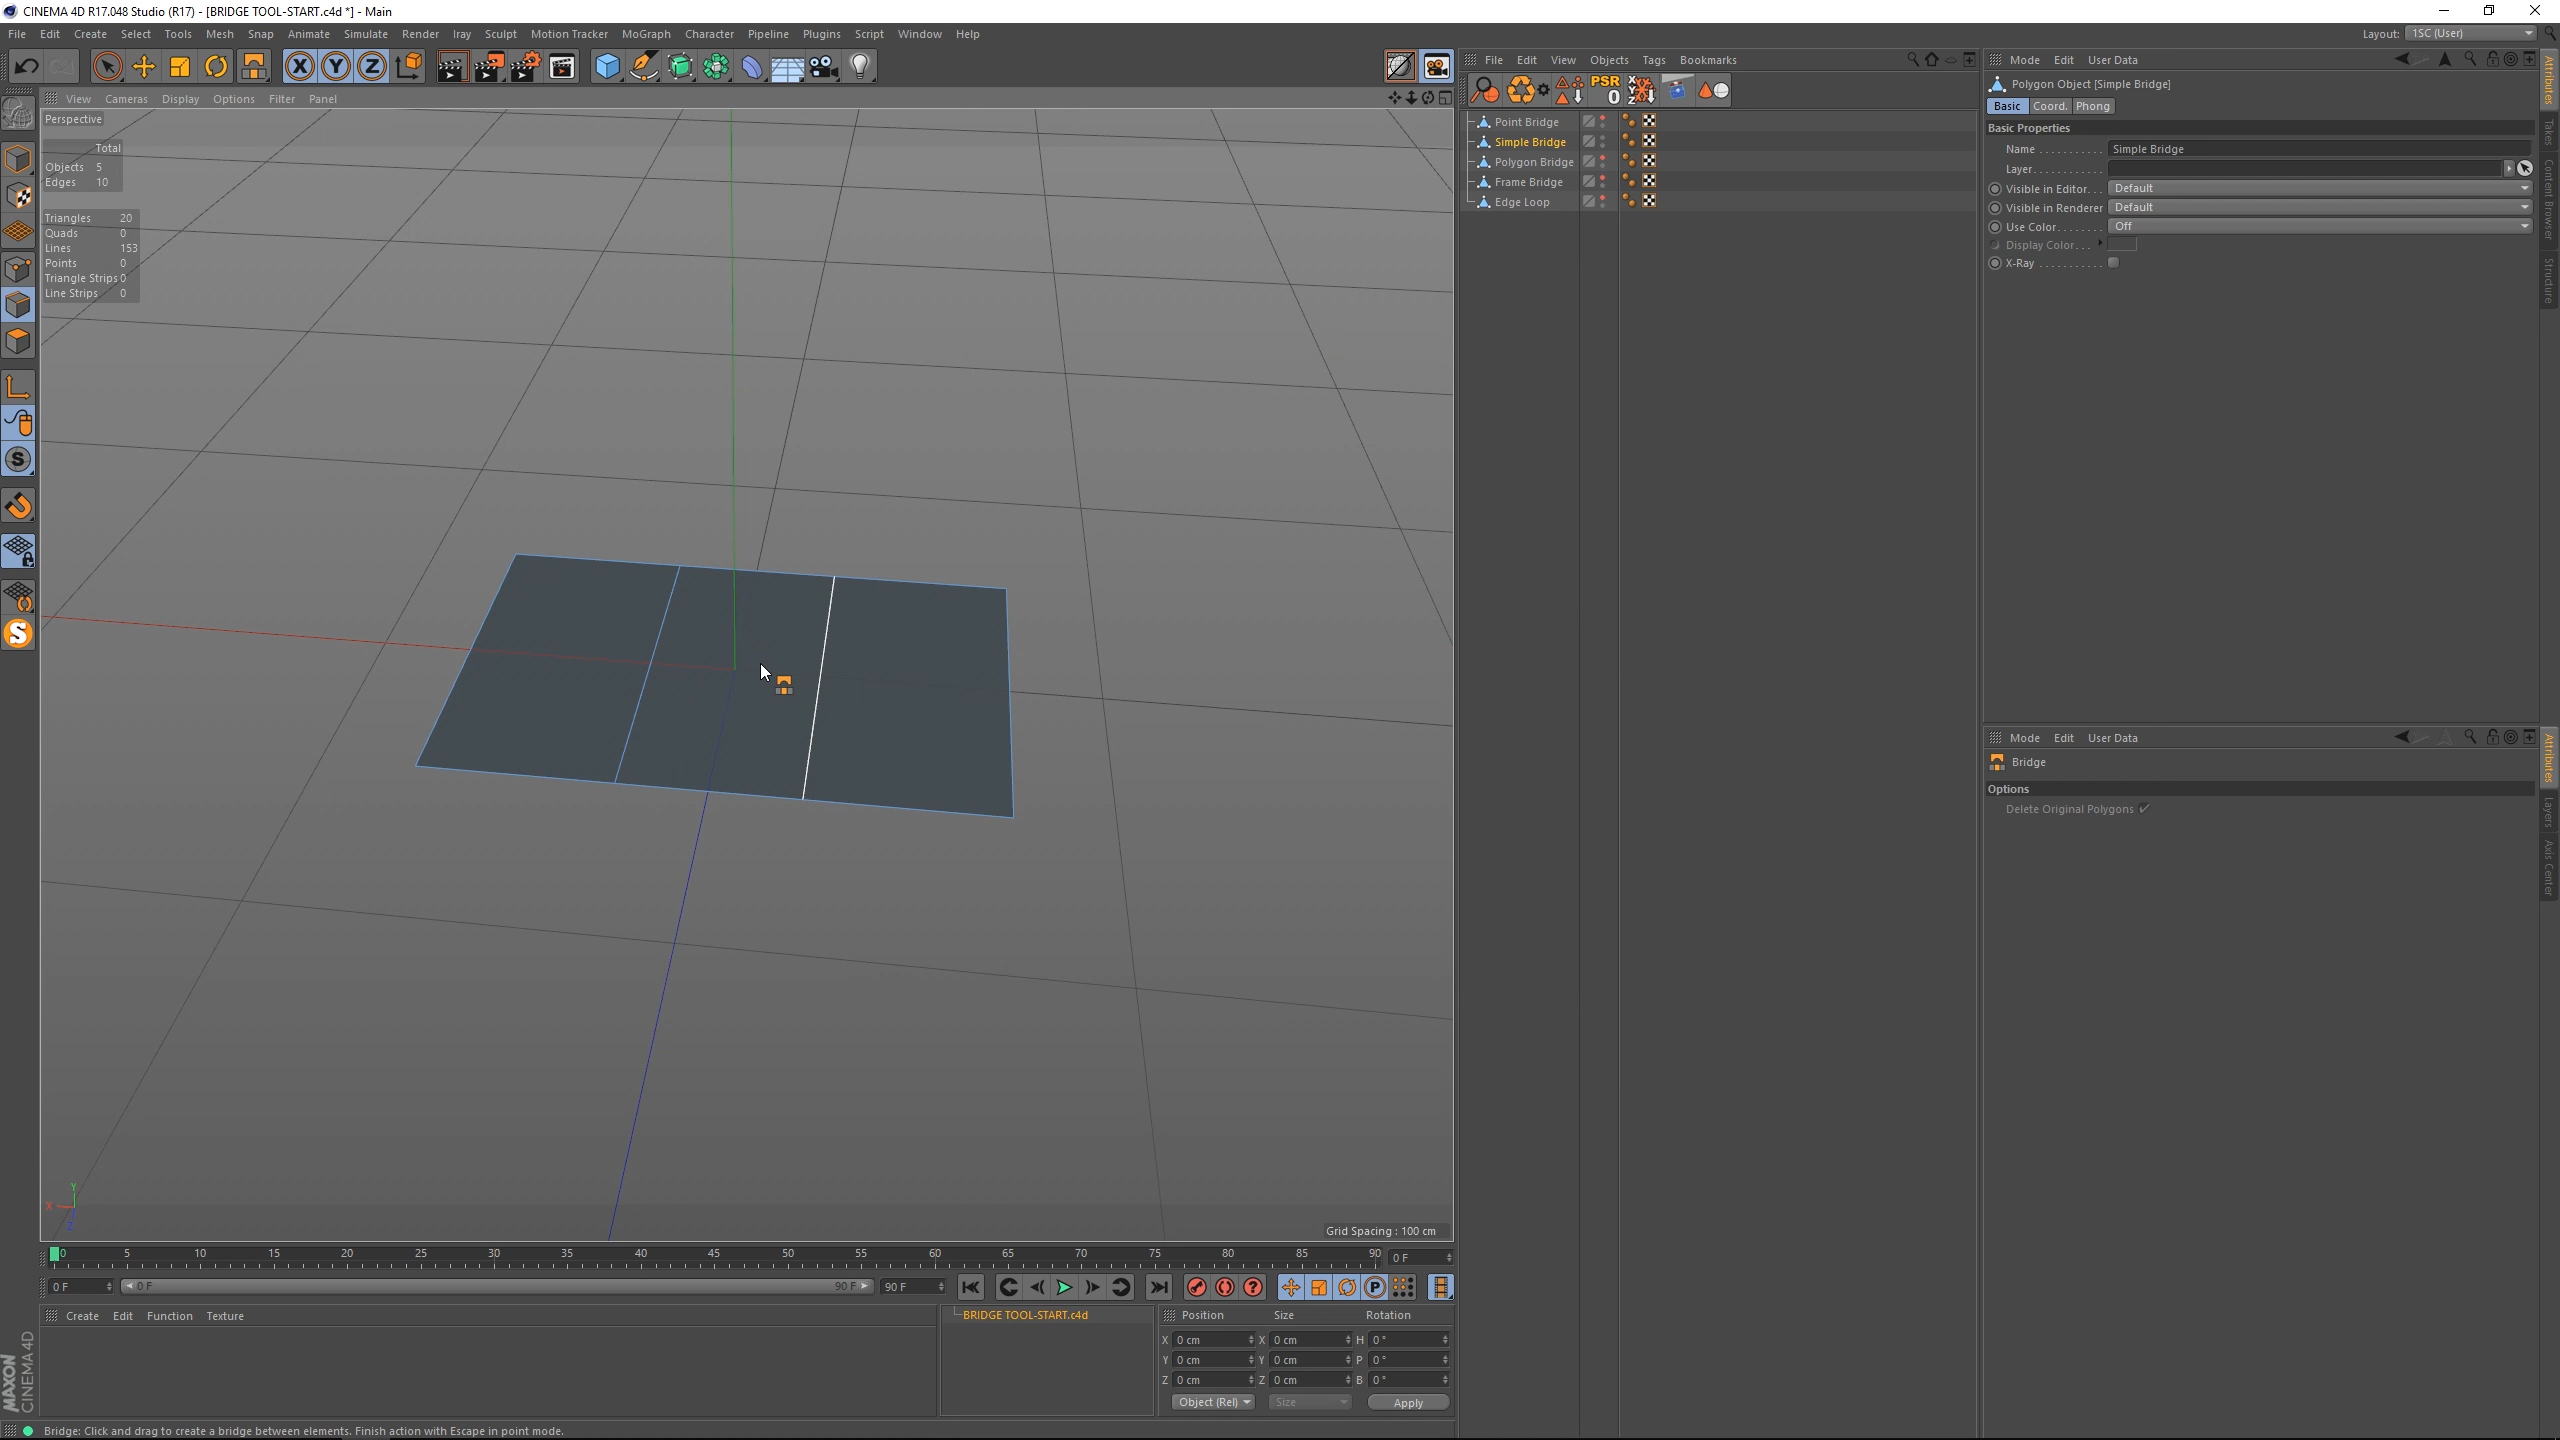 CINEMA 4D R17.048 Studio (R17) - [BRIDGE TOOL-START.c4d *] - Main
File Edit Create Select Tools Mesh Snap Animate Simulate Render Iray Sculpt Motion Tracker MoGraph Character Pipeline Plugins Script Window Help
Layout: 1SC (User)
X Y Z
PSR
0
File Edit View Objects Tags Bookmarks
Mode Edit User Data
View Cameras Display Options Filter Panel
Perspective
Total
Objects 5
Edges 10
Triangles 20
Quads 0
Lines 153
Points 0
Triangle Strips 0
Line Strips 0
Point Bridge
Simple Bridge
Polygon Bridge
Frame Bridge
Edge Loop
Polygon Object [Simple Bridge]
Basic Coord. Phong
Basic Properties
Name . . . . . . . . . . . Simple Bridge
Layer. . . . . . . . . . . .
Visible in Editor. . . Default
Visible in Renderer Default
Use Color. . . . . . . . Off
Display Color. . .
X-Ray . . . . . . . . . . .
Attributes
Takes
Content Browser
Structure
Mode Edit User Data
Bridge
Options
Delete Original Polygons ✓
Attributes
Layers
Axis Center
S
S
X
Y
Z
Grid Spacing : 100 cm
0 5 10 15 20 25 30 35 40 45 50 55 60 65 70 75 80 85 90
0 F
0 F
0 F
90 F
90 F
P
Create Edit Function Texture
BRIDGE TOOL-START.c4d
Position Size Rotation
X 0 cm X 0 cm H 0 °
Y 0 cm Y 0 cm P 0 °
Z 0 cm Z 0 cm B 0 °
Object (Rel) Size Apply
MAXON
CINEMA 4D
Bridge: Click and drag to create a bridge between elements. Finish action with Escape in point mode.